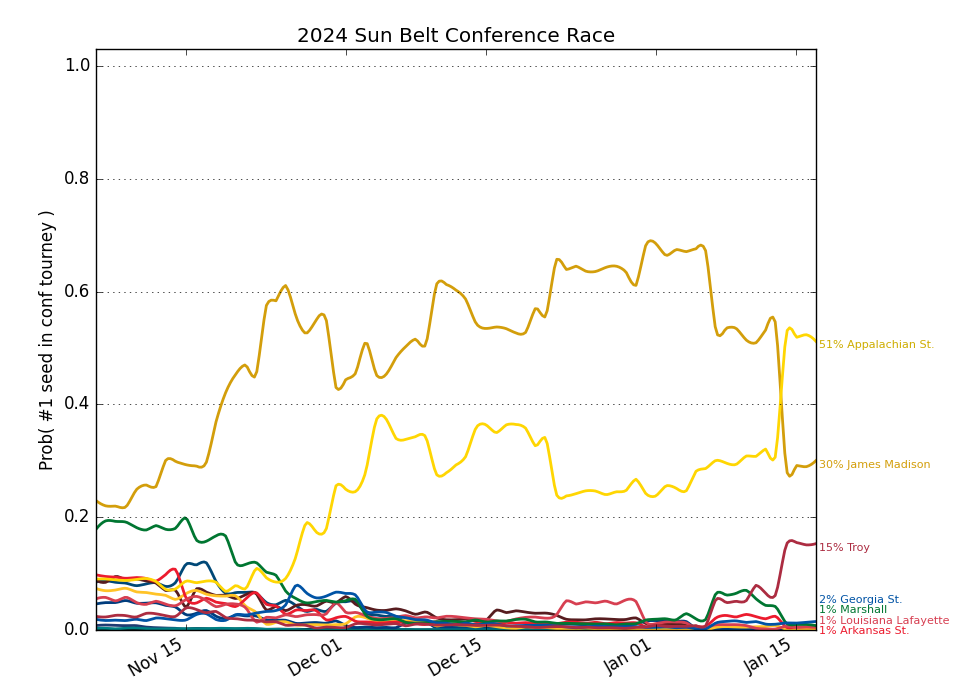 2024 Sun Belt Conference Race
Prob( #1 seed in conf tourney )
1.0
0.8
0.6
0.4
0.2
0.0
Nov 15
Dec 01
Dec 15
Jan 01
Jan 15
51% Appalachian St.
30% James Madison
15% Troy
2% Georgia St.
1% Marshall
1% Louisiana Lafayette
1% Arkansas St.